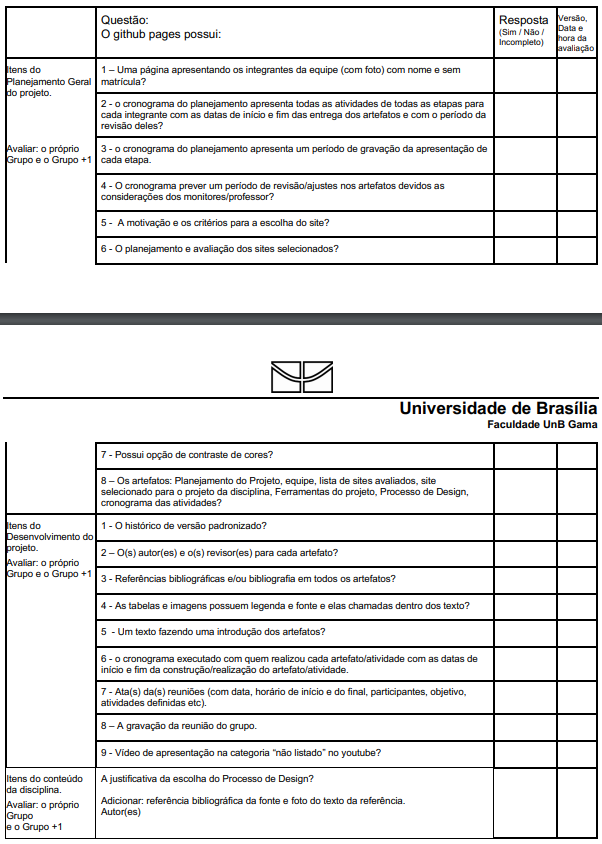 Questão:
O github pages possui:
Resposta
(Sim / Não /
Incompleto)
Versão,
Data e
hora da
avaliação
Itens do
Planejamento Geral
do projeto.
Avaliar: o próprio
Grupo e o Grupo +1
1 – Uma página apresentando os integrantes da equipe (com foto) com nome e sem
matrícula?
2 - o cronograma do planejamento apresenta todas as atividades de todas as etapas para
cada integrante com as datas de início e fim das entrega dos artefatos e com o período da
revisão deles?
3 - o cronograma do planejamento apresenta um período de gravação da apresentação de
cada etapa.
4 - O cronograma prever um período de revisão/ajustes nos artefatos devidos as
considerações dos monitores/professor?
5 - A motivação e os critérios para a escolha do site?
6 - O planejamento e avaliação dos sites selecionados?
Universidade de Brasília
Faculdade UnB Gama
7 - Possui opção de contraste de cores?
8 – Os artefatos: Planejamento do Projeto, equipe, lista de sites avaliados, site
selecionado para o projeto da disciplina, Ferramentas do projeto, Processo de Design,
cronograma das atividades?
Itens do
Desenvolvimento do
projeto.
Avaliar: o próprio
Grupo e o Grupo +1
1 - O histórico de versão padronizado?
2 – O(s) autor(es) e o(s) revisor(es) para cada artefato?
3 - Referências bibliográficas e/ou bibliografia em todos os artefatos?
4 - As tabelas e imagens possuem legenda e fonte e elas chamadas dentro dos texto?
5 - Um texto fazendo uma introdução dos artefatos?
6 - o cronograma executado com quem realizou cada artefato/atividade com as datas de
início e fim da construção/realização do artefato/atividade.
7 - Ata(s) da(s) reuniões (com data, horário de início e do final, participantes, objetivo,
atividades definidas etc).
8 – A gravação da reunião do grupo.
9 - Vídeo de apresentação na categoria “não listado” no youtube?
Itens do conteúdo
da disciplina.
Avaliar: o próprio
Grupo
e o Grupo +1
A justificativa da escolha do Processo de Design?
Adicionar: referência bibliográfica da fonte e foto do texto da referência.
Autor(es)